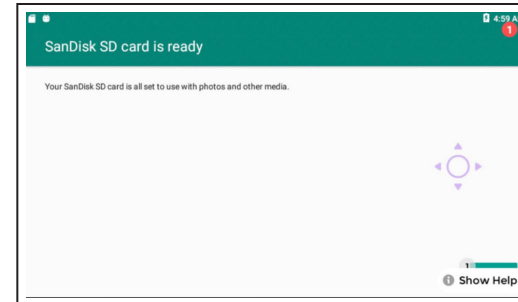 4:59 A
1
SanDisk SD card is ready
Your SanDisk SD card is all set to use with photos and other media.
1
Show Help